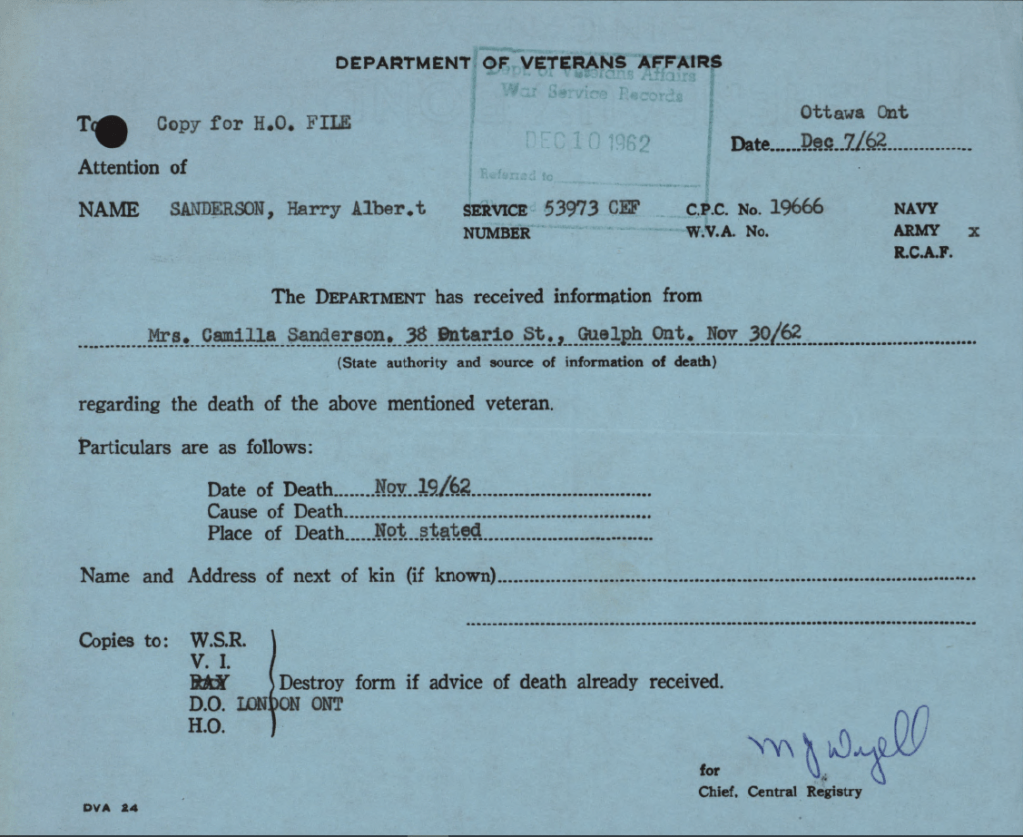 DEPARTMENT OF VETERANS AFFAIRS
Dept. of Veterans Affairs
War Service Records
DEC 10 1962
Referred to
Ottawa Ont
To Copy for H.O. FILE
Date Dec 7/62
Attention of
NAME SANDERSON, Harry Alber.t SERVICE 53973 CEF C.P.C. No. 19666 NAVY
NUMBER W.V.A. No. ARMY x
R.C.A.F.
The DEPARTMENT has received information from
Mrs. Camilla Sanderson. 38 Ontario St., Guelph Ont. Nov 30/62
(State authority and source of information of death)
regarding the death of the above mentioned veteran.
Particulars are as follows:
Date of Death Nov 19/62
Cause of Death
Place of Death Not stated
Name and Address of next of kin (if known)
Copies to: W.S.R.
V. I.
PAY Destroy form if advice of death already received.
D.O. LONDON ONT
H.O.
for
Chief, Central Registry
DVA 24